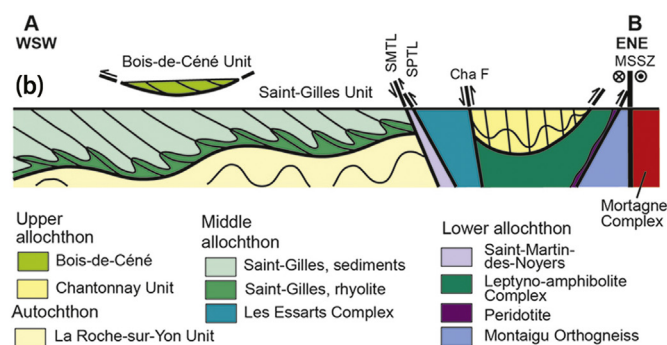 A
WSW
B
ENE
MSSZ
Bois-de-Céné Unit
SMTL
SPTL
Cha F
(b)
Saint-Gilles Unit
Mortagne
Complex
Upper
allochthon
Bois-de-Céné
Chantonnay Unit
Autochthon
La Roche-sur-Yon Unit
Middle
allochthon
Saint-Gilles, sediments
Saint-Gilles, rhyolite
Les Essarts Complex
Lower allochthon
Saint-Martin-
des-Noyers
Leptyno-amphibolite
Complex
Peridotite
Montaigu Orthogneiss